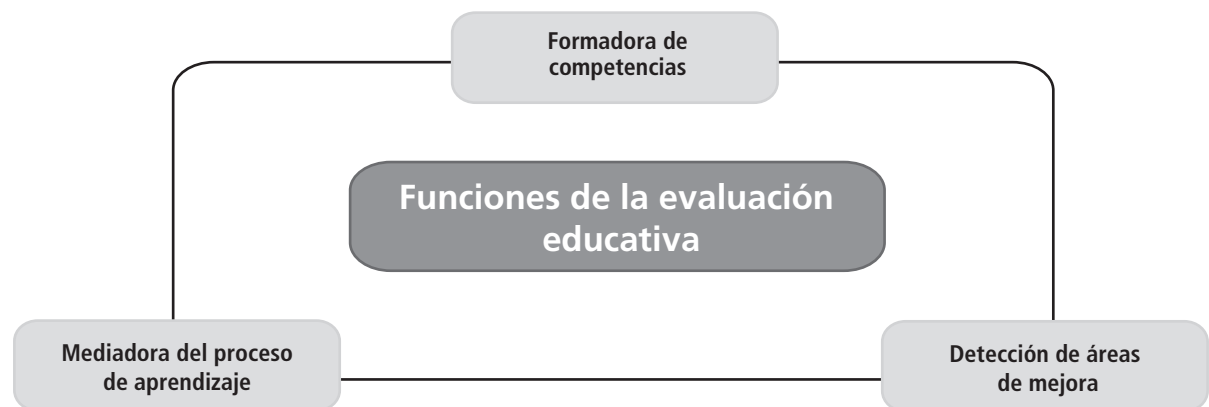 Formadora de
competencias
Funciones de la evaluación
educativa
Mediadora del proceso
de aprendizaje
Detección de áreas
de mejora